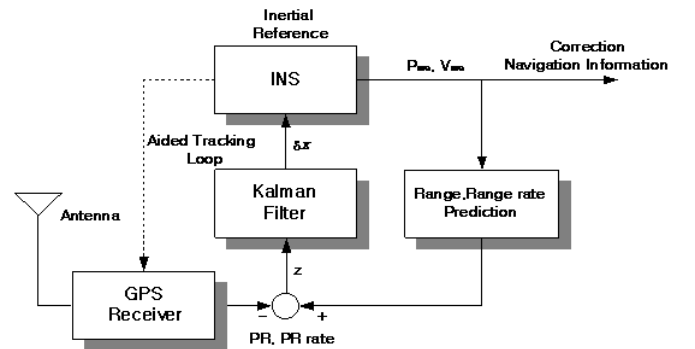 Inertial
Reference
INS
Correction
Navigation Information
Aided Tracking
Loop
δx
Kalman
Filter
Range,Range rate
Prediction
Antenna
z
GPS
Receiver
- +
PR, PR rate